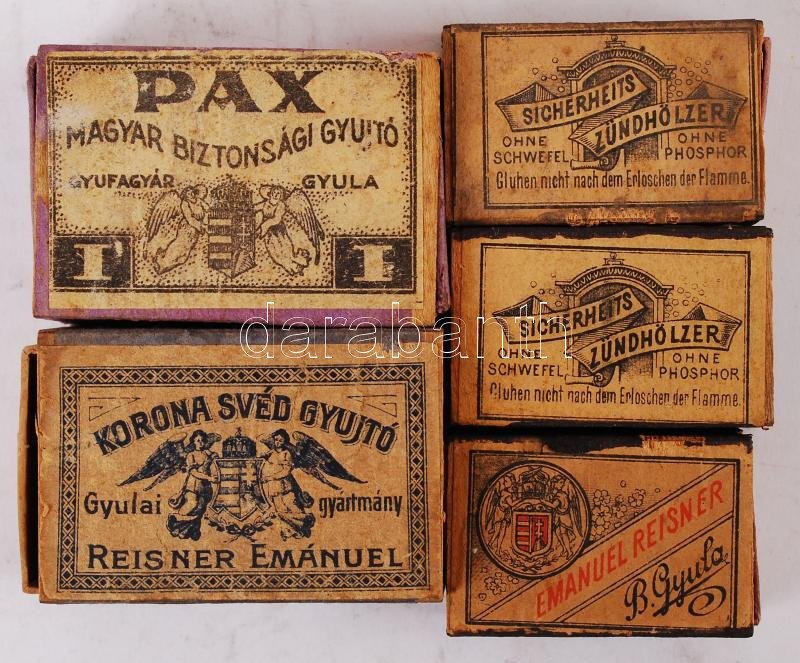 PAX
MAGYAR BIZTONSÁGI GYUJTÓ
GYUFAGYÁR GYULA
1 1
KORONA SVÉD GYUJTÓ
Gyulai gyártmány
REISNER EMÁNUEL
SICHERHEITS
ZÜNDHÖLZER
OHNE SCHWEFEL OHNE PHOSPHOR
Gluhen nicht nach dem Erloschen der Flamme.
SICHERHEITS
ZÜNDHÖLZER
OHNE SCHWEFEL OHNE PHOSPHOR
Gluhen nicht nach dem Erloschen der Flamme.
EMANUEL REISNER
B. Gyula
darabanth